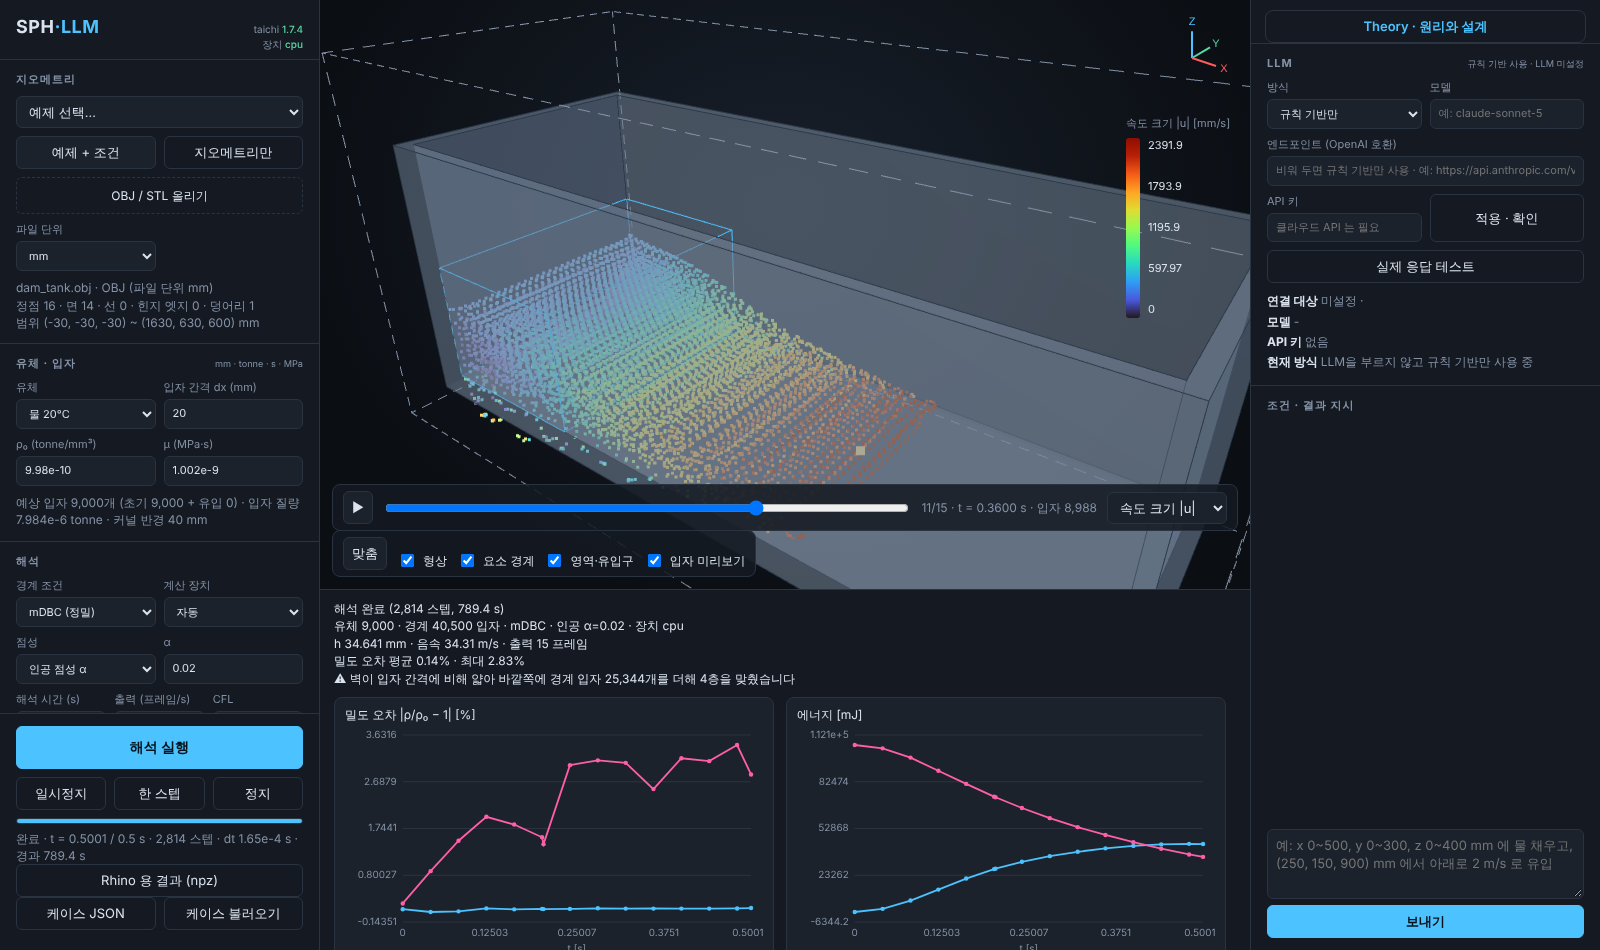 SPH·LLM
taichi 1.7.4
장치 cpu
지오메트리
예제 선택...
예제 + 조건
지오메트리만
OBJ / STL 올리기
파일 단위
mm
dam_tank.obj · OBJ (파일 단위 mm)
정점 16 · 면 14 · 선 0 · 힌지 엣지 0 · 덩어리 1
범위 (-30, -30, -30) ~ (1630, 630, 600) mm
유체 · 입자
mm · tonne · s · MPa
유체
입자 간격 dx (mm)
물 20°C
20
ρ₀ (tonne/mm³)
μ (MPa·s)
9.98e-10
1.002e-9
예상 입자 9,000개 (초기 9,000 + 유입 0) · 입자 질량
7.984e-6 tonne · 커널 반경 40 mm
해석
경계 조건
계산 장치
mDBC (정밀)
자동
점성
α
인공 점성 α
0.02
해석 시간 (s)
출력 (프레임/s)
CFL
해석 실행
일시정지
한 스텝
정지
완료 · t = 0.5001 / 0.5 s · 2,814 스텝 · dt 1.65e-4 s ·
경과 789.4 s
Rhino 용 결과 (npz)
케이스 JSON
케이스 불러오기
Z
Y
X
속도 크기 |u| [mm/s]
2391.9
1793.9
1195.9
597.97
0
11/15 · t = 0.3600 s · 입자 8,988
속도 크기 |u|
맞춤
형상
요소 경계
영역·유입구
입자 미리보기
해석 완료 (2,814 스텝, 789.4 s)
유체 9,000 · 경계 40,500 입자 · mDBC · 인공 α=0.02 · 장치 cpu
h 34.641 mm · 음속 34.31 m/s · 출력 15 프레임
밀도 오차 평균 0.14% · 최대 2.83%
⚠ 벽이 입자 간격에 비해 얇아 바깥쪽에 경계 입자 25,344개를 더해 4층을 맞췄습니다
밀도 오차 |ρ/ρ₀ − 1| [%]
3.6316
2.6879
1.7441
0.80027
-0.14351
0
0.12503
0.25007
0.3751
0.5001
t [s]
에너지 [mJ]
1.121e+5
82474
52868
23262
-6344.2
0
0.12503
0.25007
0.3751
0.5001
t [s]
Theory · 원리와 설계
LLM
규칙 기반 사용 · LLM 미설정
방식
모델
규칙 기반만
예: claude-sonnet-5
엔드포인트 (OpenAI 호환)
비워 두면 규칙 기반만 사용 · 예: https://api.anthropic.com/v
API 키
클라우드 API 는 필요
적용 · 확인
실제 응답 테스트
연결 대상 미설정 ·
모델 -
API 키 없음
현재 방식 LLM을 부르지 않고 규칙 기반만 사용 중
조건 · 결과 지시
예: x 0~500, y 0~300, z 0~400 mm 에 물 채우고,
(250, 150, 900) mm 에서 아래로 2 m/s 로 유입
보내기